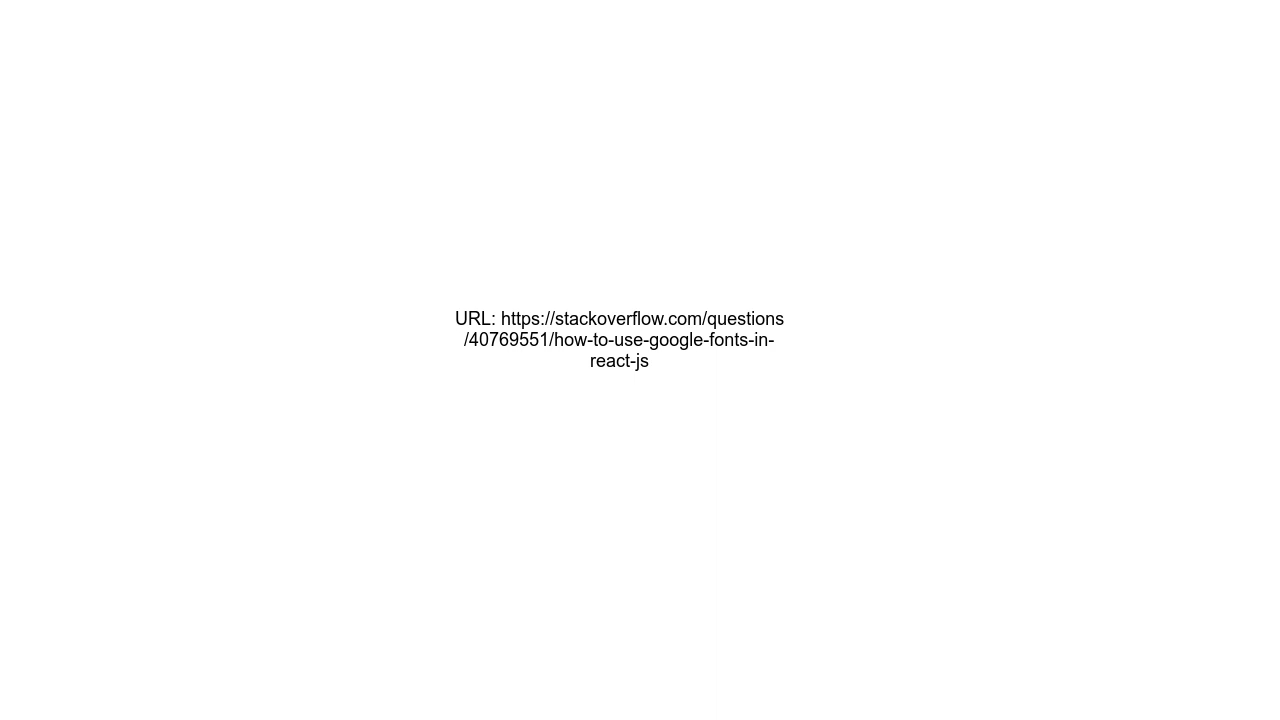 URL: https://stackoverflow.com/questions
/40769551/how-to-use-google-fonts-in-
react-js